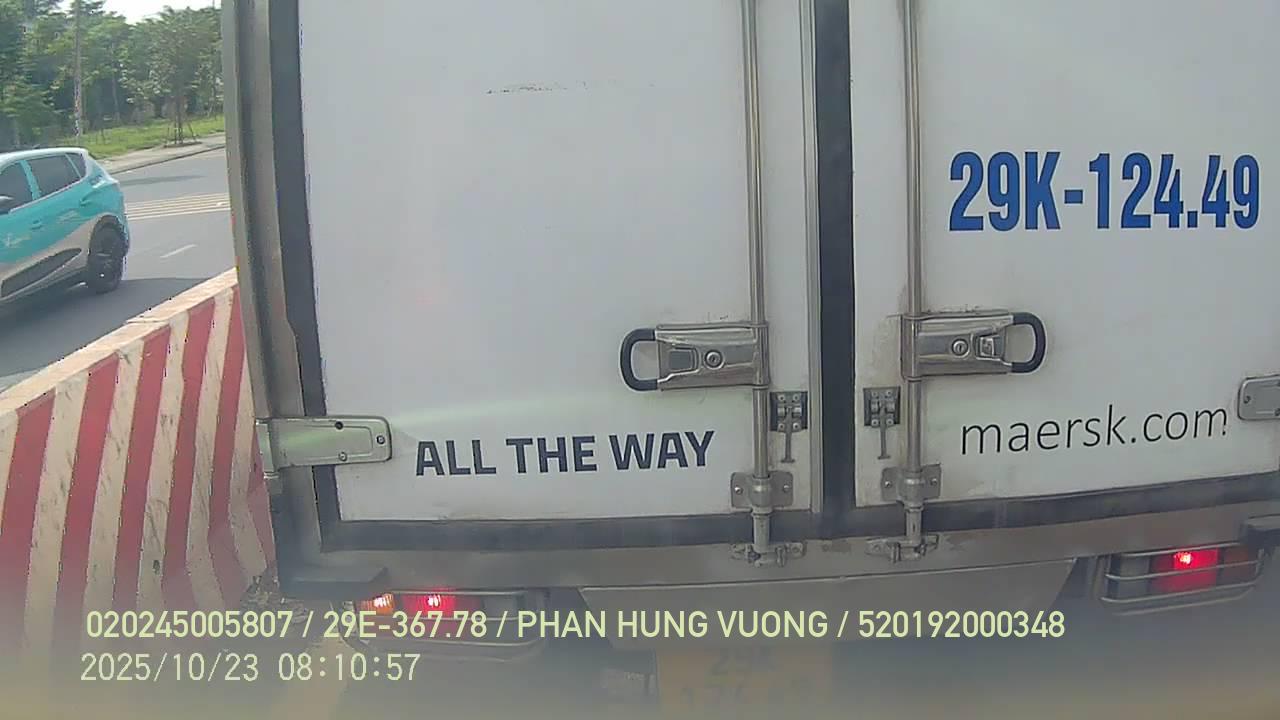 29K-124.49
ALL THE WAY
maersk.com
020245005807 / 29E-367.78 / PHAN HUNG VUONG / 520192000348
2025/10/23 08:10:57